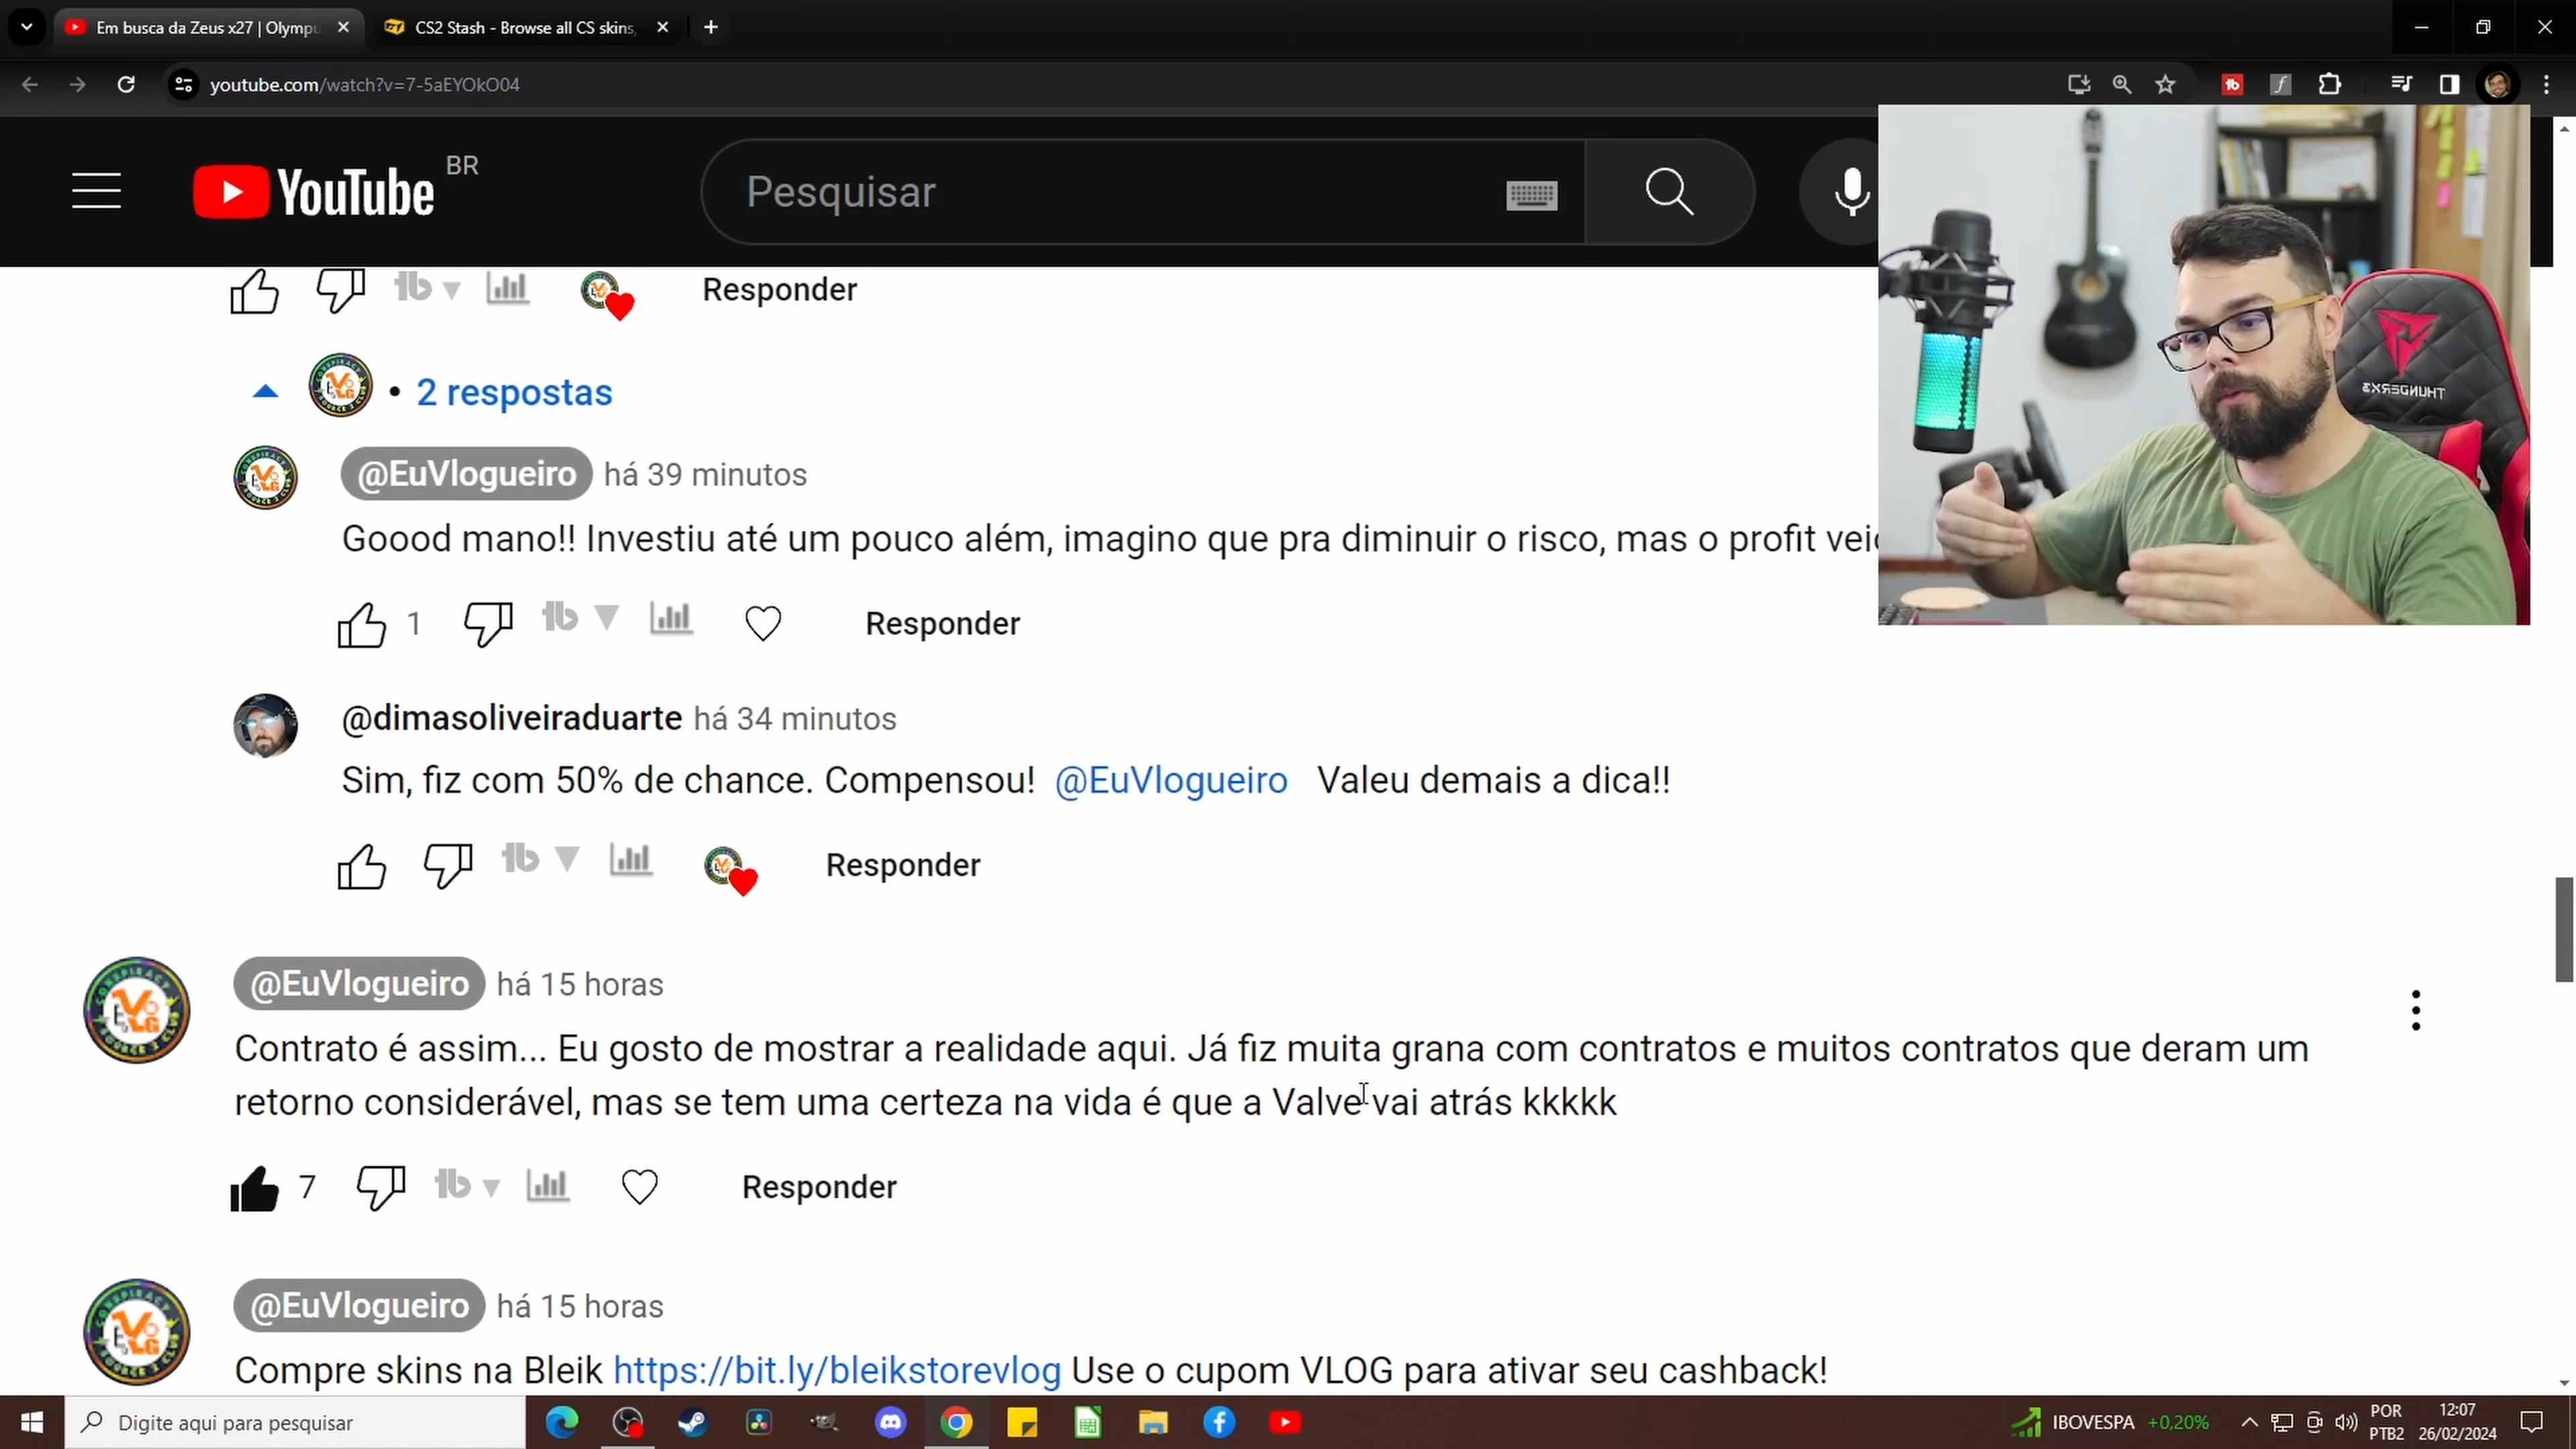 Em busca da Zeus x27 | Olympu
CS2 Stash - Browse all CS skins,
youtube.com/watch?v=7-5aEYOkO04
YouTube BR
Pesquisar
Responder
• 2 respostas
@EuVlogueiro há 39 minutos
Goood mano!! Investiu até um pouco além, imagino que pra diminuir o risco, mas o profit veio
THUNDERX3
1
Responder
@dimasoliveiraduarte há 34 minutos
Sim, fiz com 50% de chance. Compensou! @EuVlogueiro Valeu demais a dica!!
Responder
@EuVlogueiro há 15 horas
Contrato é assim... Eu gosto de mostrar a realidade aqui. Já fiz muita grana com contratos e muitos contratos que deram um
retorno considerável, mas se tem uma certeza na vida é que a Valve vai atrás kkkkk
7
Responder
@EuVlogueiro há 15 horas
Compre skins na Bleik https://bit.ly/bleikstorevlog Use o cupom VLOG para ativar seu cashback!
Digite aqui para pesquisar
IBOVESPA +0,20%
POR
PTB2
12:07
26/02/2024